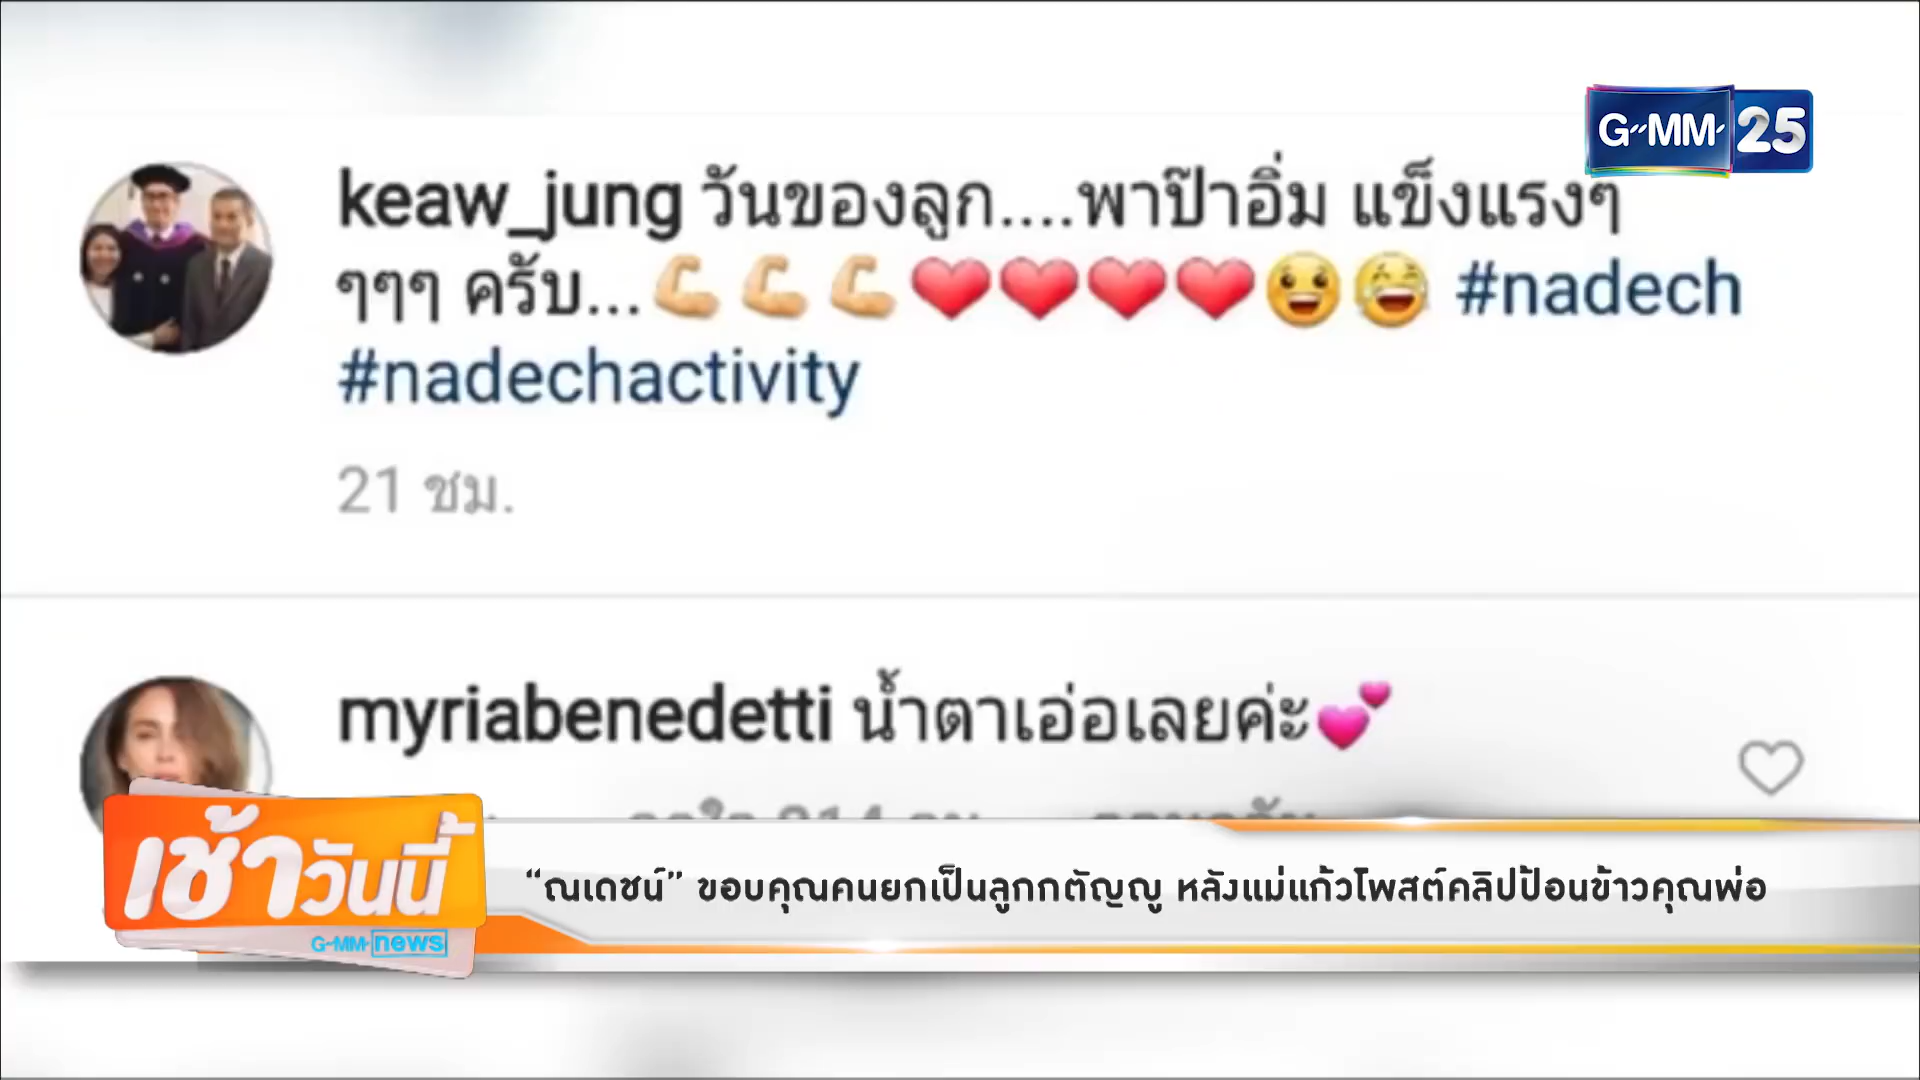 G-MM 25
keaw_jung วันของลูก....พาป๊าอิ่ม แข็งแรงๆ
ๆๆๆ ครับ...💪💪💪❤️❤️❤️❤️😀😂 #nadech
#nadechactivity
21 ชม.
myriabenedetti น้ำตาเอ่อเลยค่ะ💕
เช้าวันนี้
G-MM news
“ณเดชน์” ขอบคุณคนยกเป็นลูกกตัญญู หลังแม่แก้วโพสต์คลิปป้อนข้าวคุณพ่อ